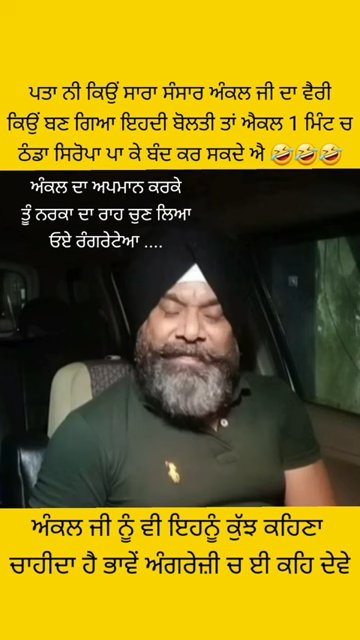 ਪਤਾ ਨੀ ਕਿਉਂ ਸਾਰਾ ਸੰਸਾਰ ਅੰਕਲ ਜੀ ਦਾ ਵੈਰੀ
ਕਿਉਂ ਬਣ ਗਿਆ ਇਹਦੀ ਬੋਲਤੀ ਤਾਂ ਐਕਲ 1 ਮਿੰਟ ਚ
ਠੰਡਾ ਸਿਰੋਪਾ ਪਾ ਕੇ ਬੰਦ ਕਰ ਸਕਦੇ ਐ 🤣🤣🤣
ਅੰਕਲ ਦਾ ਅਪਮਾਨ ਕਰਕੇ
ਤੂੰ ਨਰਕਾ ਦਾ ਰਾਹ ਚੁਣ ਲਿਆ
ਓਏ ਰੰਗਰੇਟੇਆ ....
ਅੰਕਲ ਜੀ ਨੂੰ ਵੀ ਇਹਨੂੰ ਕੁੱਝ ਕਹਿਣਾ
ਚਾਹੀਦਾ ਹੈ ਭਾਵੇਂ ਅੰਗਰੇਜ਼ੀ ਚ ਈ ਕਹਿ ਦੇਵੇ